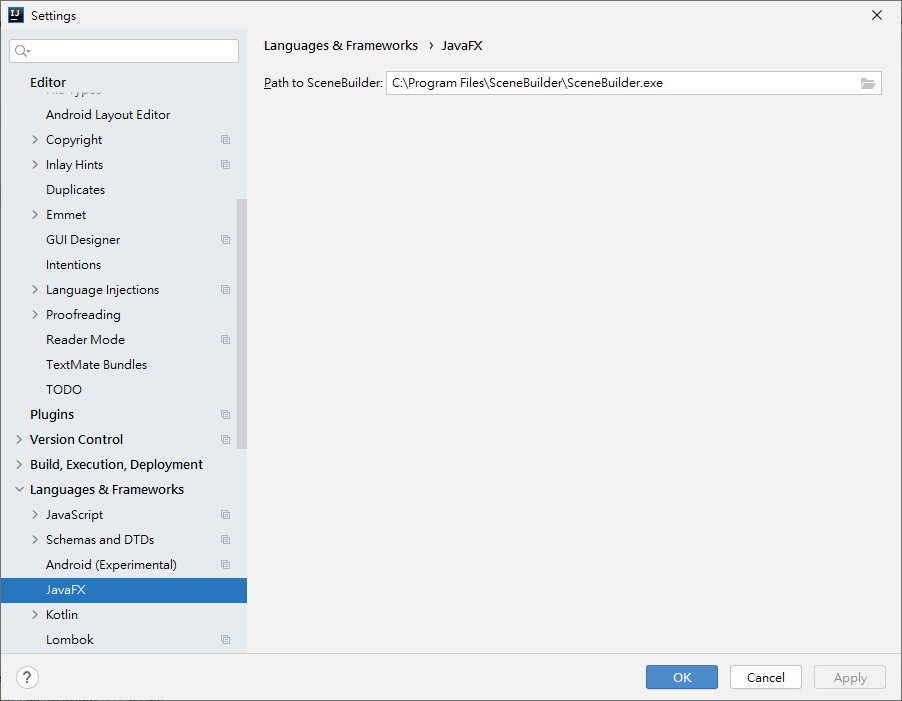 Settings
Languages & Frameworks › JavaFX
Path to SceneBuilder: C:\Program Files\SceneBuilder\SceneBuilder.exe
Editor
File Types
Android Layout Editor
Copyright
Inlay Hints
Duplicates
Emmet
GUI Designer
Intentions
Language Injections
Proofreading
Reader Mode
TextMate Bundles
TODO
Plugins
Version Control
Build, Execution, Deployment
Languages & Frameworks
JavaScript
Schemas and DTDs
Android (Experimental)
JavaFX
Kotlin
Lombok
? OK Cancel Apply